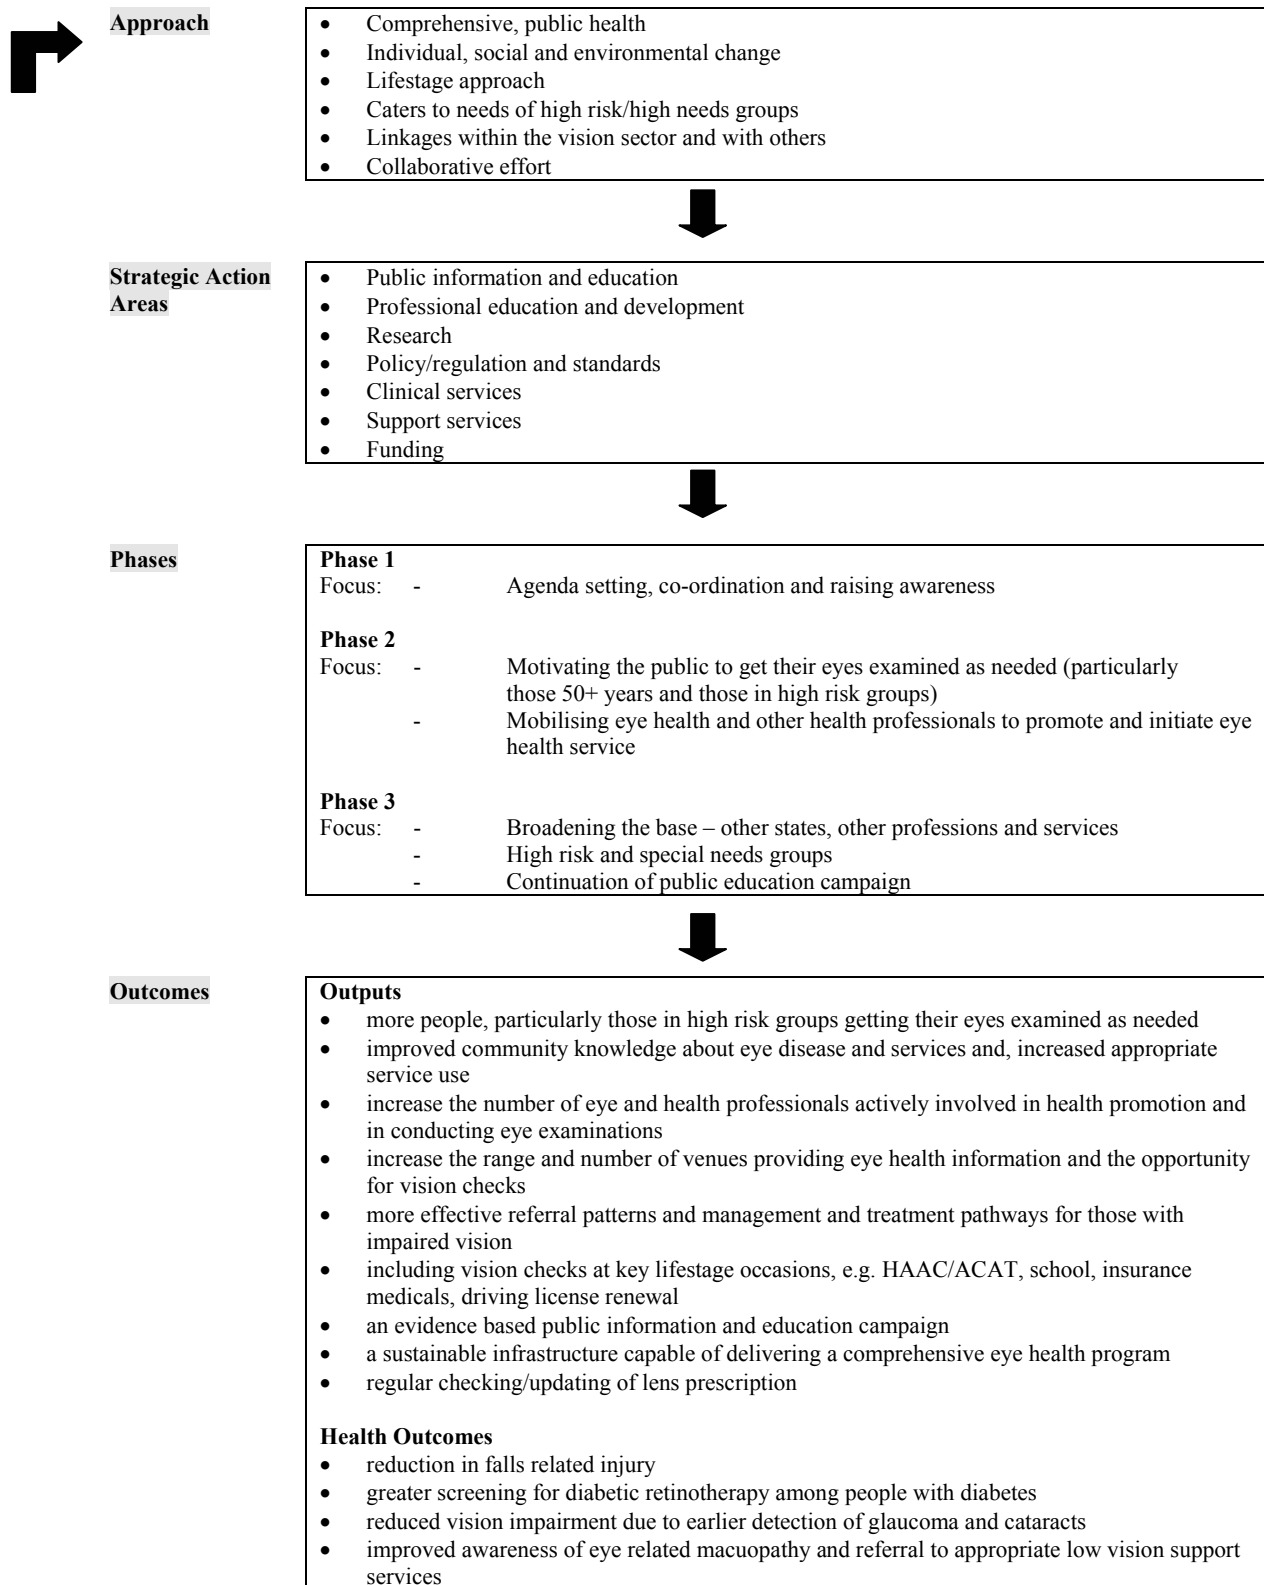 Approach
• Comprehensive, public health
• Individual, social and environmental change
• Lifestage approach
• Caters to needs of high risk/high needs groups
• Linkages within the vision sector and with others
• Collaborative effort
Strategic Action
Areas
• Public information and education
• Professional education and development
• Research
• Policy/regulation and standards
• Clinical services
• Support services
• Funding
Phases
Phase 1
Focus: - Agenda setting, co-ordination and raising awareness
Phase 2
Focus: - Motivating the public to get their eyes examined as needed (particularly
those 50+ years and those in high risk groups)
- Mobilising eye health and other health professionals to promote and initiate eye
health service
Phase 3
Focus: - Broadening the base – other states, other professions and services
- High risk and special needs groups
- Continuation of public education campaign
Outcomes
Outputs
• more people, particularly those in high risk groups getting their eyes examined as needed
• improved community knowledge about eye disease and services and, increased appropriate
service use
• increase the number of eye and health professionals actively involved in health promotion and
in conducting eye examinations
• increase the range and number of venues providing eye health information and the opportunity
for vision checks
• more effective referral patterns and management and treatment pathways for those with
impaired vision
• including vision checks at key lifestage occasions, e.g. HAAC/ACAT, school, insurance
medicals, driving license renewal
• an evidence based public information and education campaign
• a sustainable infrastructure capable of delivering a comprehensive eye health program
• regular checking/updating of lens prescription
Health Outcomes
• reduction in falls related injury
• greater screening for diabetic retinotherapy among people with diabetes
• reduced vision impairment due to earlier detection of glaucoma and cataracts
• improved awareness of eye related macuopathy and referral to appropriate low vision support
services